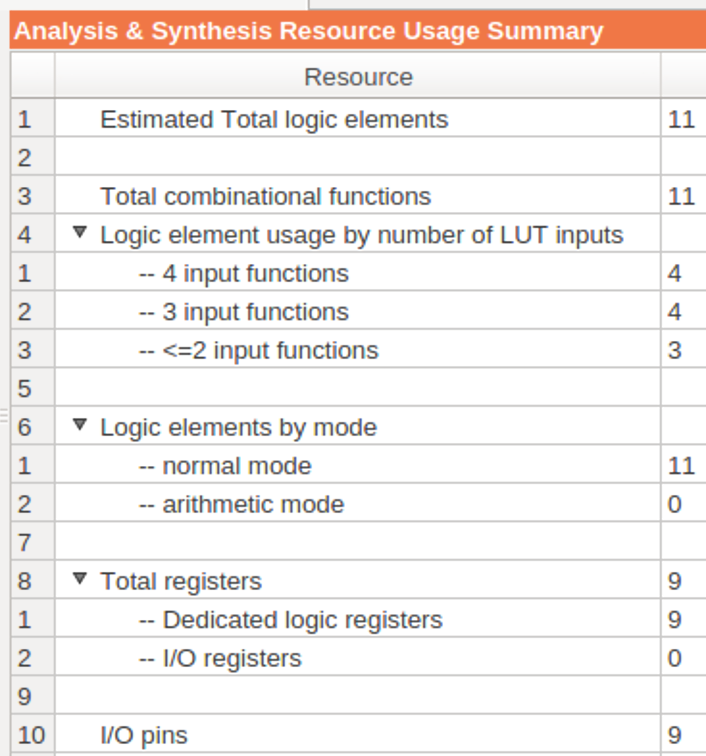 Analysis & Synthesis Resource Usage Summary
Resource
1 Estimated Total logic elements 11
2
3 Total combinational functions 11
4 Logic element usage by number of LUT inputs
1 -- 4 input functions 4
2 -- 3 input functions 4
3 -- <=2 input functions 3
5
6 Logic elements by mode
1 -- normal mode 11
2 -- arithmetic mode 0
7
8 Total registers 9
1 -- Dedicated logic registers 9
2 -- I/O registers 0
9
10 I/O pins 9